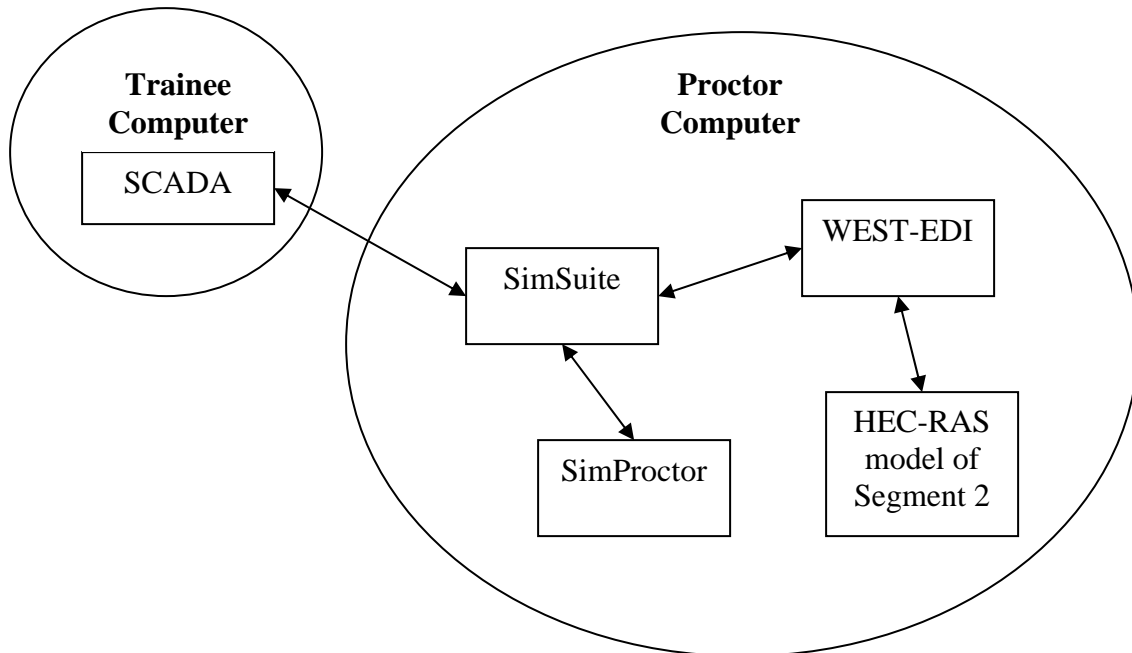 Trainee
Computer
SCADA
Proctor
Computer
SimSuite
WEST-EDI
SimProctor
HEC-RAS
model of
Segment 2